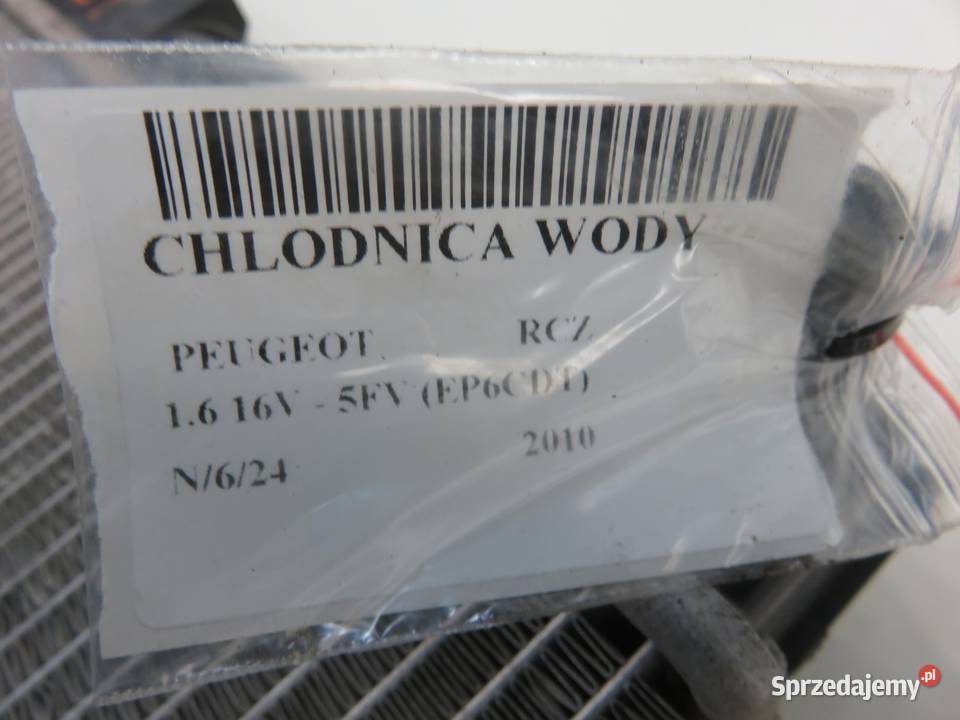 CHLODNICA WODY
PEUGEOT RCZ
1.6 16V - 5FV (EP6CDT)
N/6/24 2010
Sprzedajemy.pl